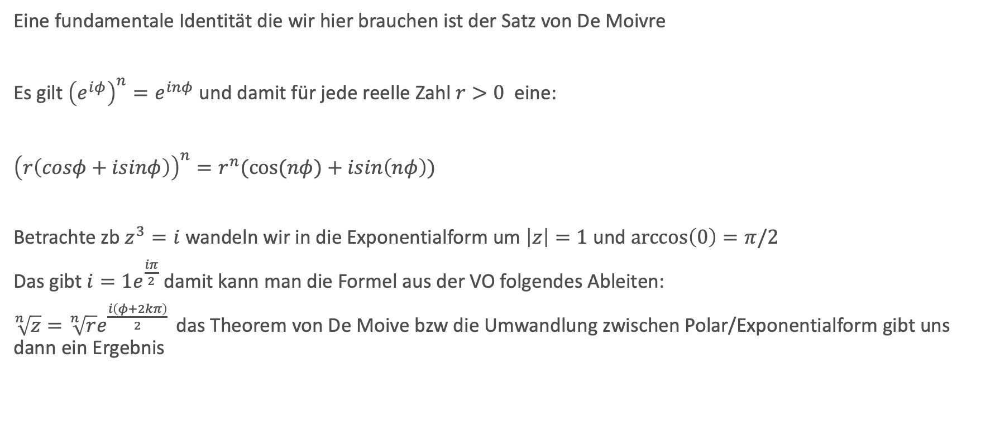 Eine fundamentale Identität die wir hier brauchen ist der Satz von De Moivre
Es gilt $(e^{i\phi})^n = e^{in\phi}$ und damit für jede reelle Zahl $r > 0$ eine:
$(r(cos\phi + isin\phi))^n = r^n(\cos(n\phi) + isin(n\phi))$
Betrachte zb $z^3 = i$ wandeln wir in die Exponentialform um $|z| = 1$ und $\arccos(0) = \pi/2$
Das gibt $i = 1e^{\frac{i\pi}{2}}$ damit kann man die Formel aus der VO folgendes Ableiten:
$\sqrt[n]{z} = \sqrt[n]{r}e^{\frac{i(\phi+2k\pi)}{2}}$ das Theorem von De Moive bzw die Umwandlung zwischen Polar/Exponentialform gibt uns
dann ein Ergebnis